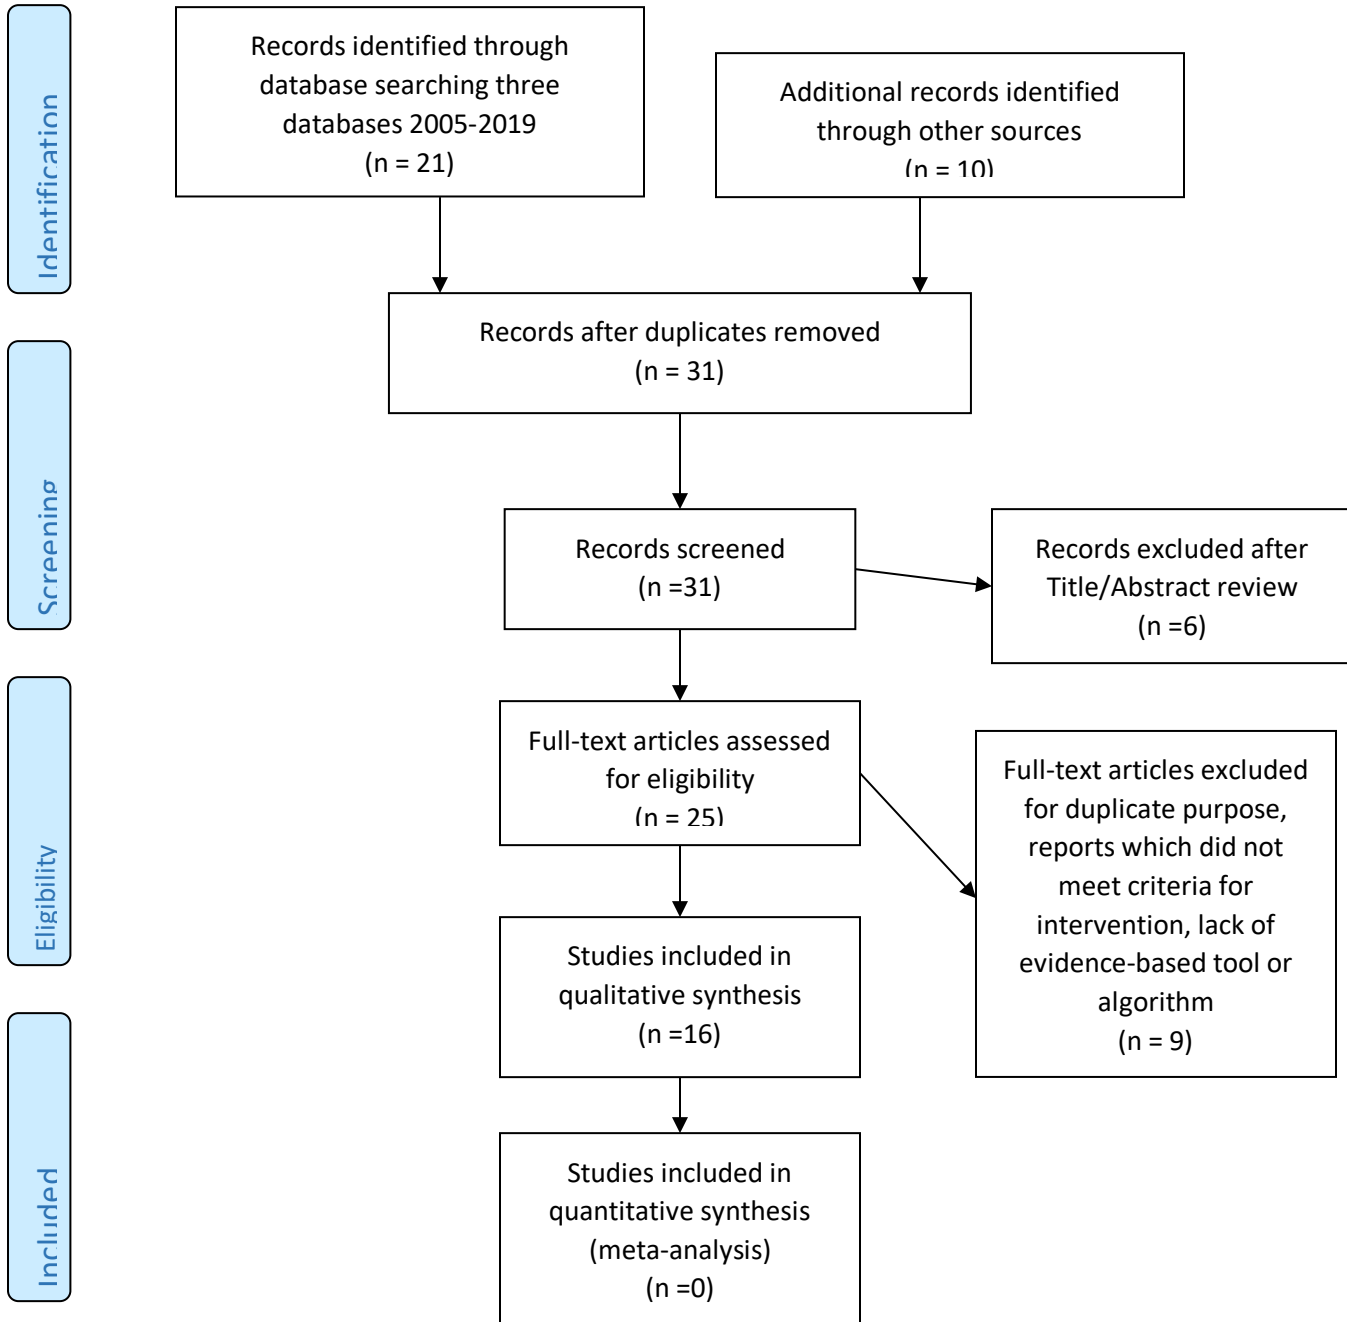 Identification
Records identified through
database searching three
databases 2005-2019
(n = 21)
Additional records identified
through other sources
(n = 10)
Records after duplicates removed
(n = 31)
Screening
Records screened
(n =31)
Records excluded after
Title/Abstract review
(n =6)
Eligibility
Full-text articles assessed
for eligibility
(n = 25)
Full-text articles excluded
for duplicate purpose,
reports which did not
meet criteria for
intervention, lack of
evidence-based tool or
algorithm
(n = 9)
Studies included in
qualitative synthesis
(n =16)
Included
Studies included in
quantitative synthesis
(meta-analysis)
(n =0)